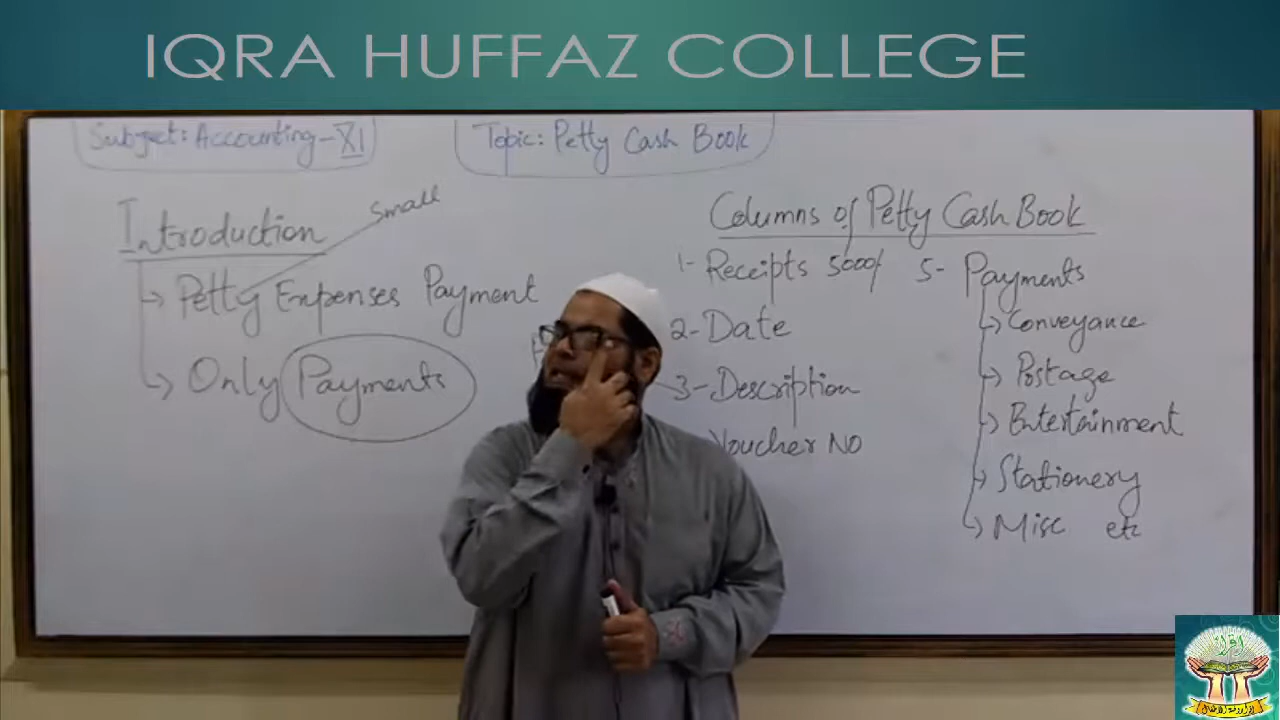 IQRA HUFFAZ COLLEGE
Subject: Accounting-XI
Topic: Petty Cash Book
Introduction
small
Petty Expenses Payment
Only Payments
Columns of Petty Cash Book
1- Receipts 5000/
2- Date
3- Description
Voucher NO
5- Payments
Conveyance
Postage
Entertainment
Stationery
Misc etc
اقرأ